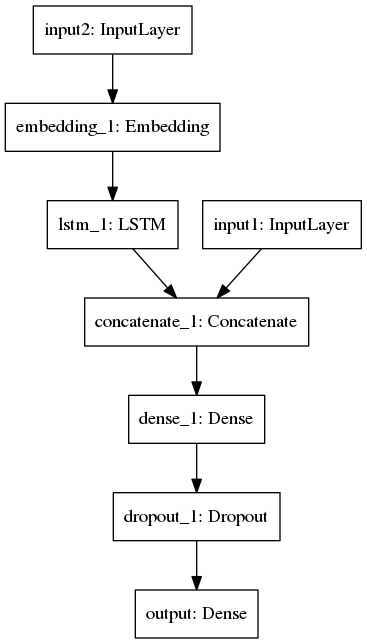 input2: InputLayer
embedding_1: Embedding
lstm_1: LSTM
input1: InputLayer
concatenate_1: Concatenate
dense_1: Dense
dropout_1: Dropout
output: Dense